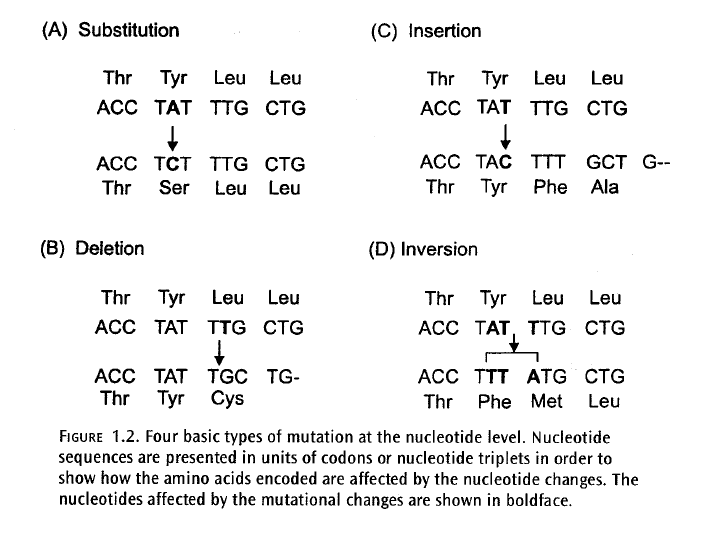 (A) Substitution
Thr Tyr Leu Leu
ACC TAT TTG CTG
ACC TCT TTG CTG
Thr Ser Leu Leu
(B) Deletion
Thr Tyr Leu Leu
ACC TAT TTG CTG
ACC TAT TGC TG-
Thr Tyr Cys
(C) Insertion
Thr Tyr Leu Leu
ACC TAT TTG CTG
ACC TAC TTT GCT G--
Thr Tyr Phe Ala
(D) Inversion
Thr Tyr Leu Leu
ACC TAT TTG CTG
ACC TTT ATG CTG
Thr Phe Met Leu
FIGURE 1.2. Four basic types of mutation at the nucleotide level. Nucleotide
sequences are presented in units of codons or nucleotide triplets in order to
show how the amino acids encoded are affected by the nucleotide changes. The
nucleotides affected by the mutational changes are shown in boldface.